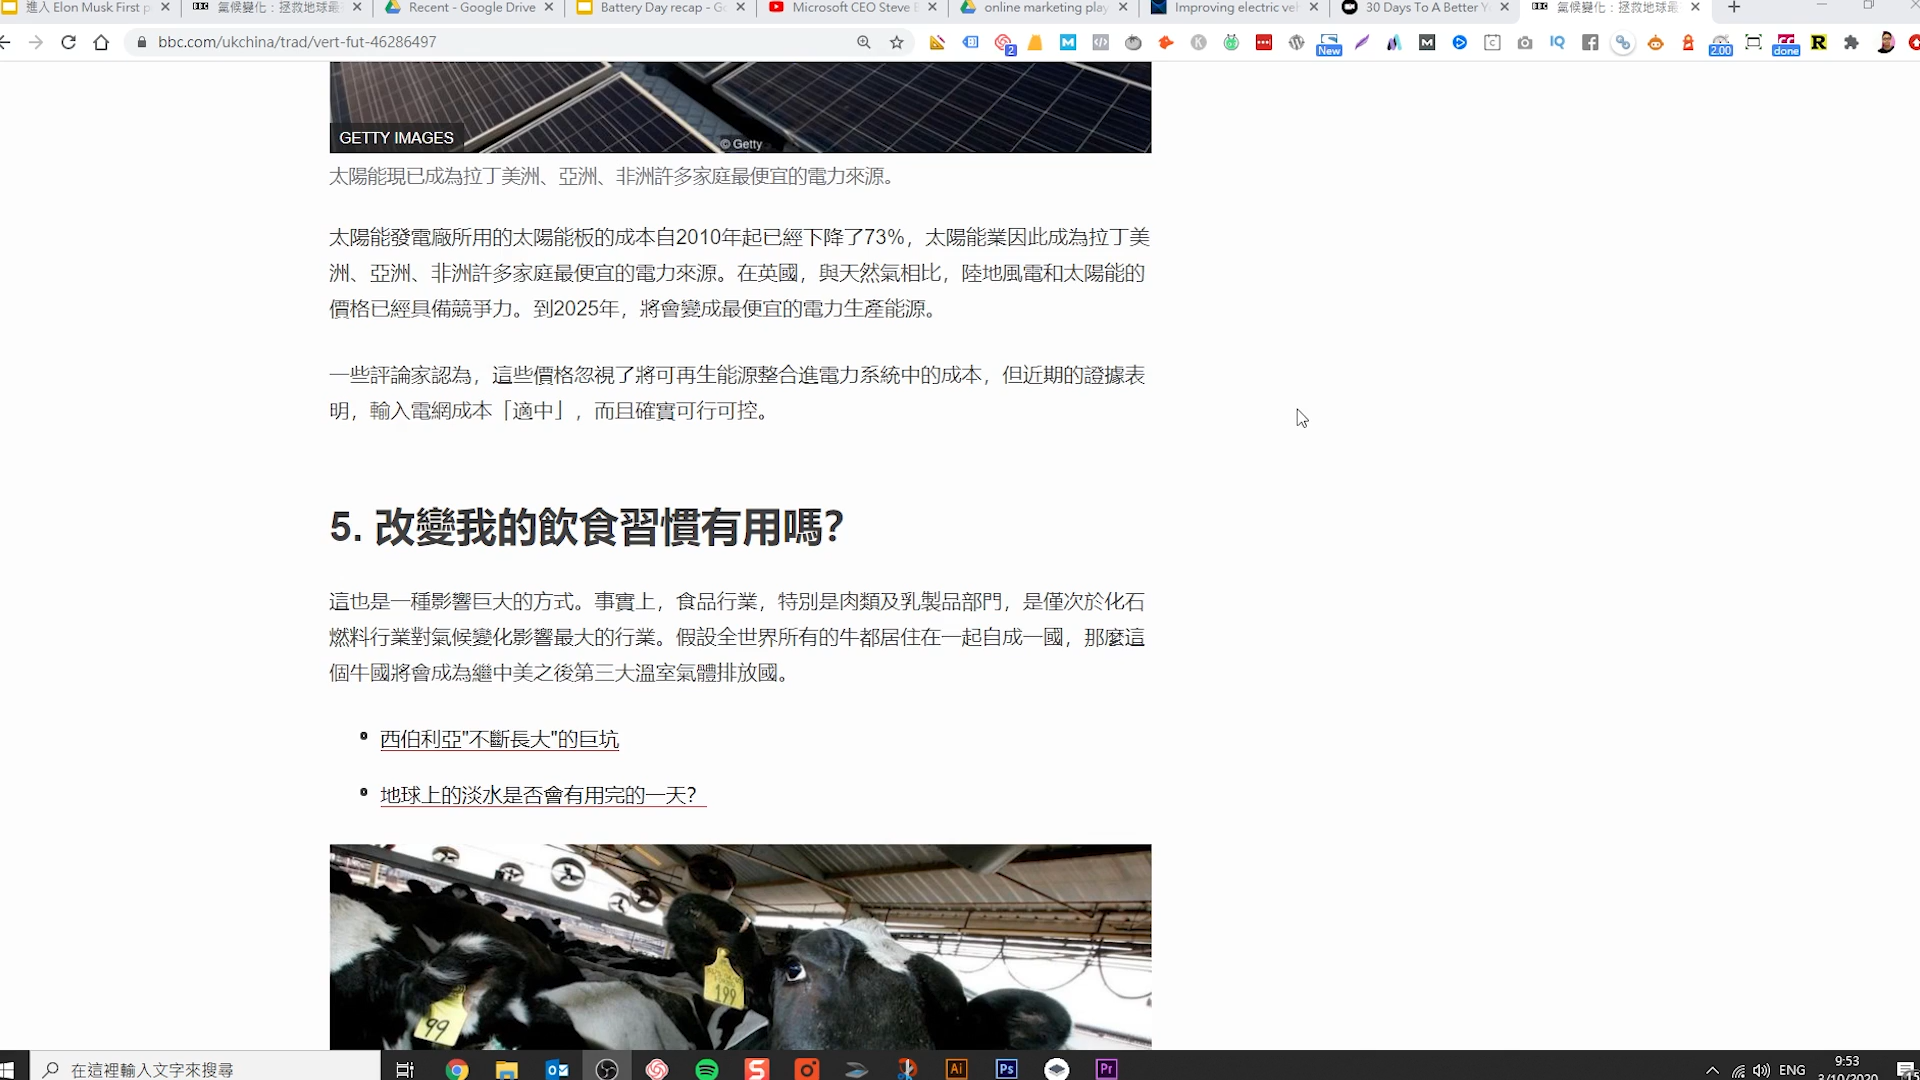 進入 Elon Musk First p
BBC 氣候變化：拯救地球最
Recent - Google Drive
Battery Day recap - G
Microsoft CEO Steve B
online marketing play
Improving electric veh
30 Days To A Better Y
BBC 氣候變化：拯救地球最
bbc.com/ukchina/trad/vert-fut-46286497
2
New
IQ
2.00
done
GETTY IMAGES
© Getty
太陽能現已成為拉丁美洲、亞洲、非洲許多家庭最便宜的電力來源。
太陽能發電廠所用的太陽能板的成本自2010年起已經下降了73%，太陽能業因此成為拉丁美
洲、亞洲、非洲許多家庭最便宜的電力來源。在英國，與天然氣相比，陸地風電和太陽能的
價格已經具備競爭力。到2025年，將會變成最便宜的電力生產能源。
一些評論家認為，這些價格忽視了將可再生能源整合進電力系統中的成本，但近期的證據表
明，輸入電網成本「適中」，而且確實可行可控。
5. 改變我的飲食習慣有用嗎？
這也是一種影響巨大的方式。事實上，食品行業，特別是肉類及乳製品部門，是僅次於化石
燃料行業對氣候變化影響最大的行業。假設全世界所有的牛都居住在一起自成一國，那麼這
個牛國將會成為繼中美之後第三大溫室氣體排放國。
西伯利亞"不斷長大"的巨坑
地球上的淡水是否會有用完的一天？
199
99
在這裡輸入文字來搜尋
Ai
Ps
Pr
ENG
9:53
3/10/2020
15